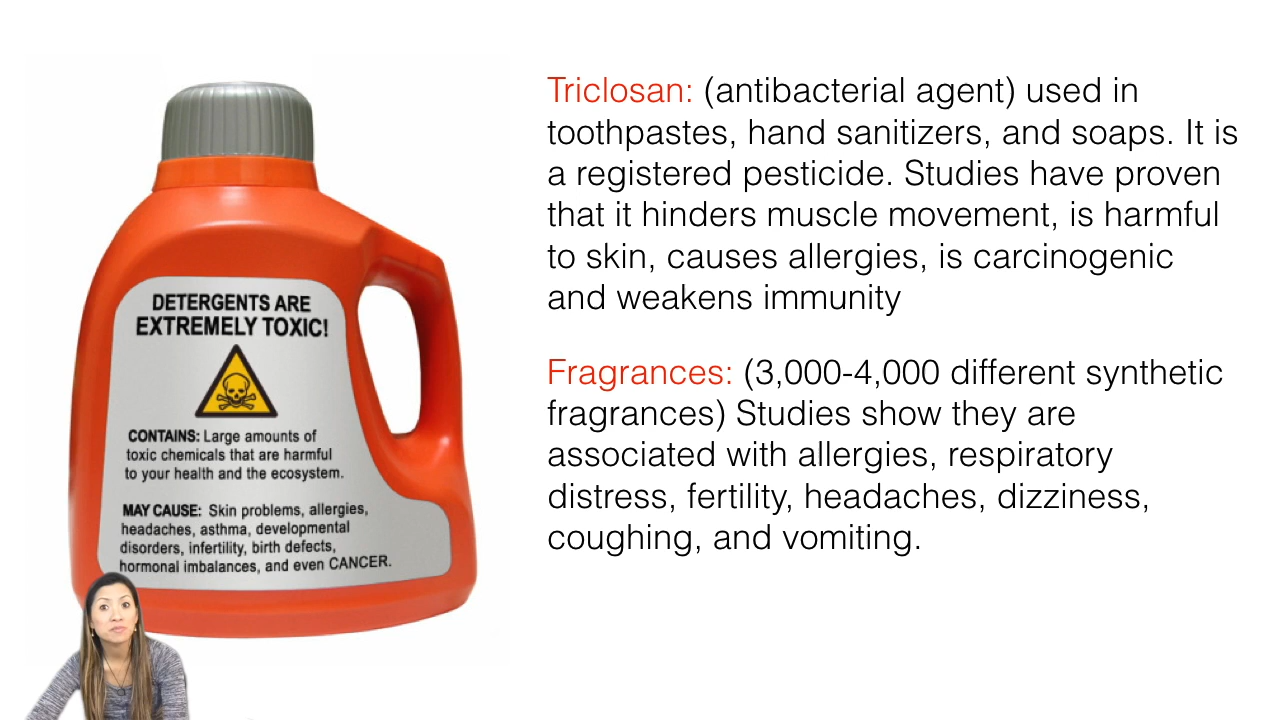 DETERGENTS ARE
EXTREMELY TOXIC!
CONTAINS: Large amounts of
toxic chemicals that are harmful
to your health and the ecosystem.
MAY CAUSE: Skin problems, allergies,
headaches, asthma, developmental
disorders, infertility, birth defects,
hormonal imbalances, and even CANCER.
Triclosan: (antibacterial agent) used in
toothpastes, hand sanitizers, and soaps. It is
a registered pesticide. Studies have proven
that it hinders muscle movement, is harmful
to skin, causes allergies, is carcinogenic
and weakens immunity
Fragrances: (3,000-4,000 different synthetic
fragrances) Studies show they are
associated with allergies, respiratory
distress, fertility, headaches, dizziness,
coughing, and vomiting.